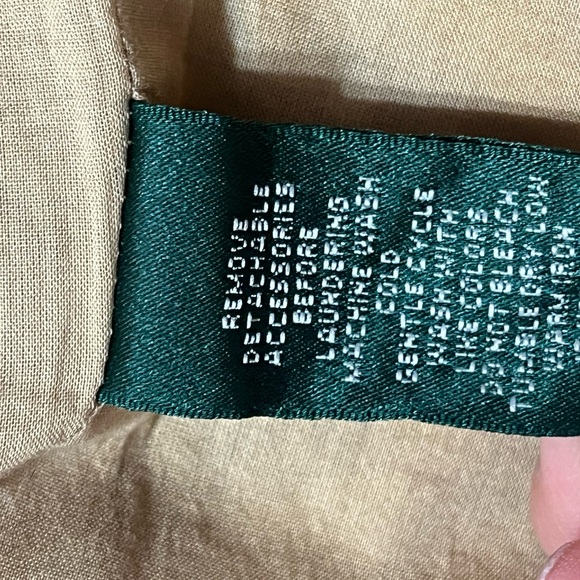 REMOVE
DETACHABLE
ACCESSORIES
BEFORE
LAUNDERING
MACHINE WASH
COLD
GENTLE CYCLE
WASH WITH
LIKE COLORS
DO NOT BLEACH
TUMBLE DRY LOW
WARM IRON